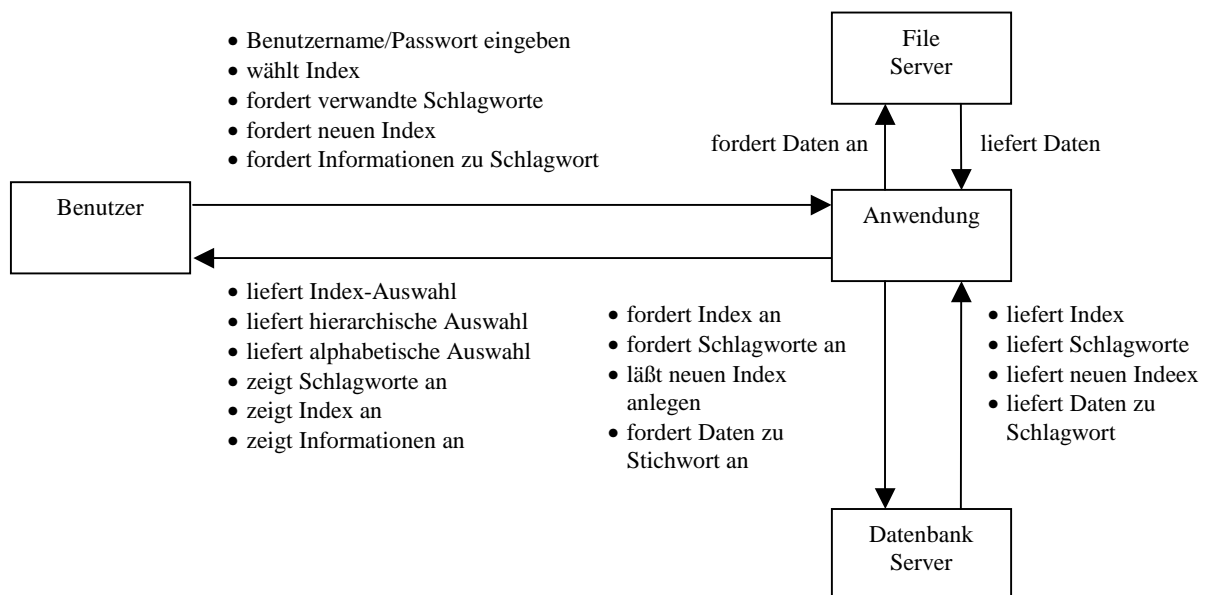 • Benutzername/Passwort eingeben
• wählt Index
• fordert verwandte Schlagworte
• fordert neuen Index
• fordert Informationen zu Schlagwort
File
Server
fordert Daten an
liefert Daten
Benutzer
Anwendung
• liefert Index-Auswahl
• liefert hierarchische Auswahl
• liefert alphabetische Auswahl
• zeigt Schlagworte an
• zeigt Index an
• zeigt Informationen an
• fordert Index an
• fordert Schlagworte an
• läßt neuen Index
anlegen
• fordert Daten zu
Stichwort an
• liefert Index
• liefert Schlagworte
• liefert neuen Indeex
• liefert Daten zu
Schlagwort
Datenbank
Server